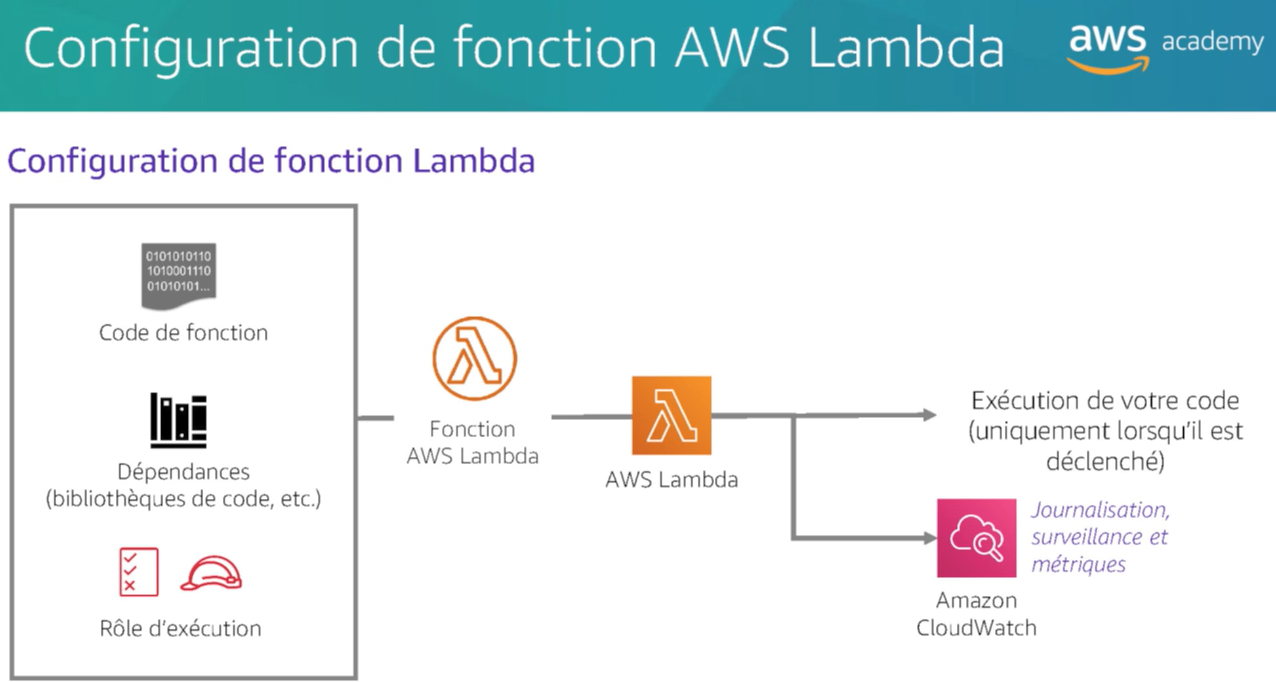 Configuration de fonction AWS Lambda
aws academy
Configuration de fonction Lambda
0101010110
1010001110
01010101...
Code de fonction
Dépendances
(bibliothèques de code, etc.)
Rôle d'exécution
Fonction
AWS Lambda
AWS Lambda
Exécution de votre code
(uniquement lorsqu'il est
déclenché)
Journalisation,
surveillance et
métriques
Amazon
CloudWatch